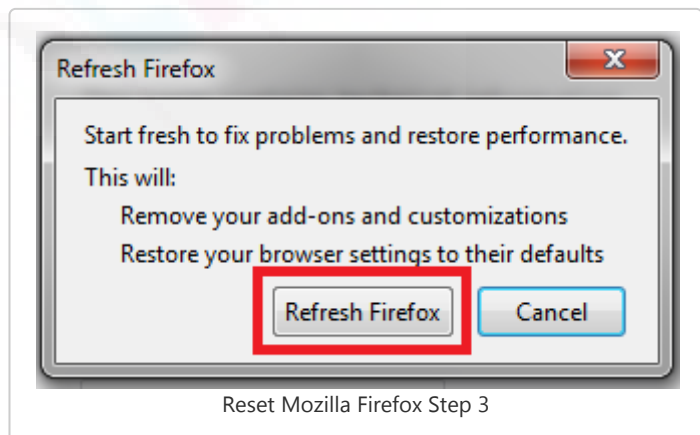 Refresh Firefox
Start fresh to fix problems and restore performance.
This will:
Remove your add-ons and customizations
Restore your browser settings to their defaults
Refresh Firefox Cancel
Reset Mozilla Firefox Step 3